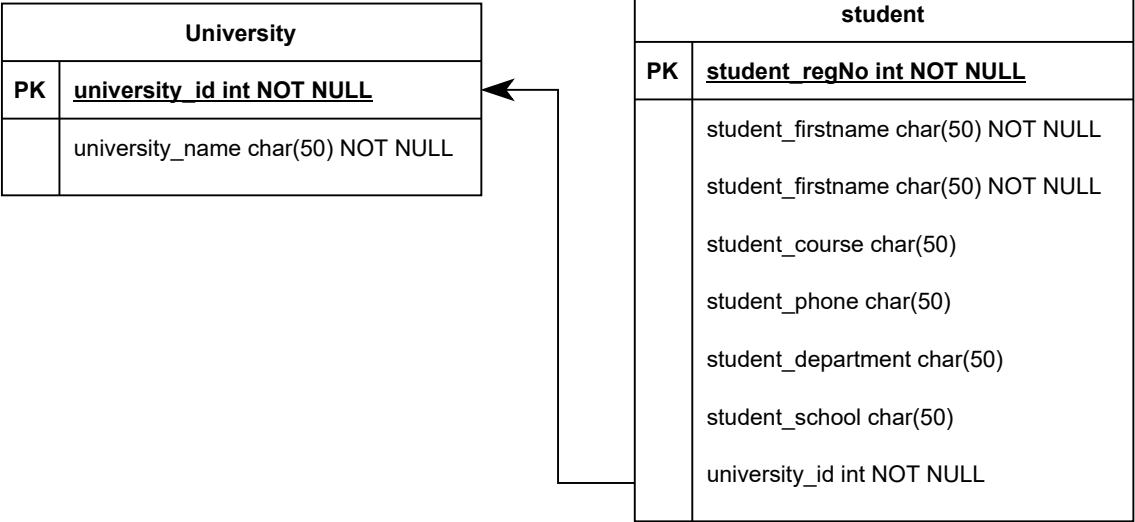 University
PK university_id int NOT NULL
university_name char(50) NOT NULL
student
PK student_regNo int NOT NULL
student_firstname char(50) NOT NULL
student_firstname char(50) NOT NULL
student_course char(50)
student_phone char(50)
student_department char(50)
student_school char(50)
university_id int NOT NULL